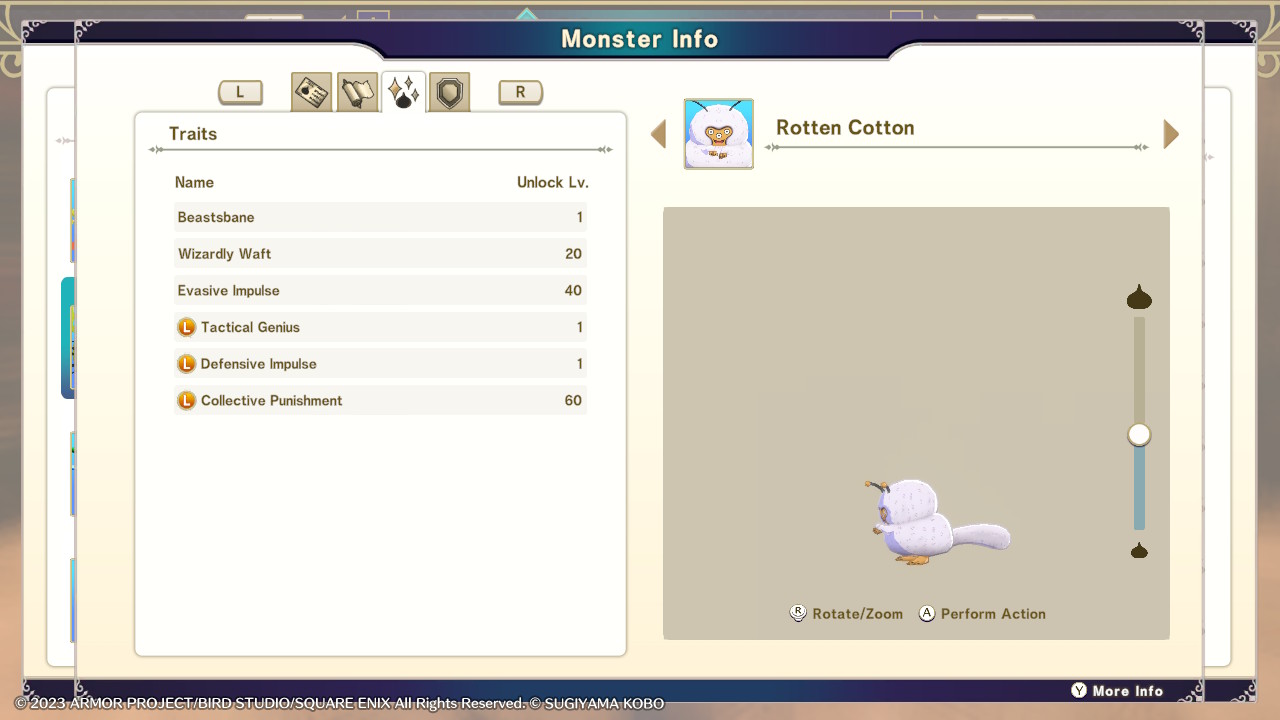 Monster Info
L
R
Traits
Name Unlock Lv.
Beastsbane 1
Wizardly Waft 20
Evasive Impulse 40
L Tactical Genius 1
L Defensive Impulse 1
L Collective Punishment 60
Rotten Cotton
R Rotate/Zoom A Perform Action
Y More Info
© 2023 ARMOR PROJECT/BIRD STUDIO/SQUARE ENIX All Rights Reserved. © SUGIYAMA KOBO